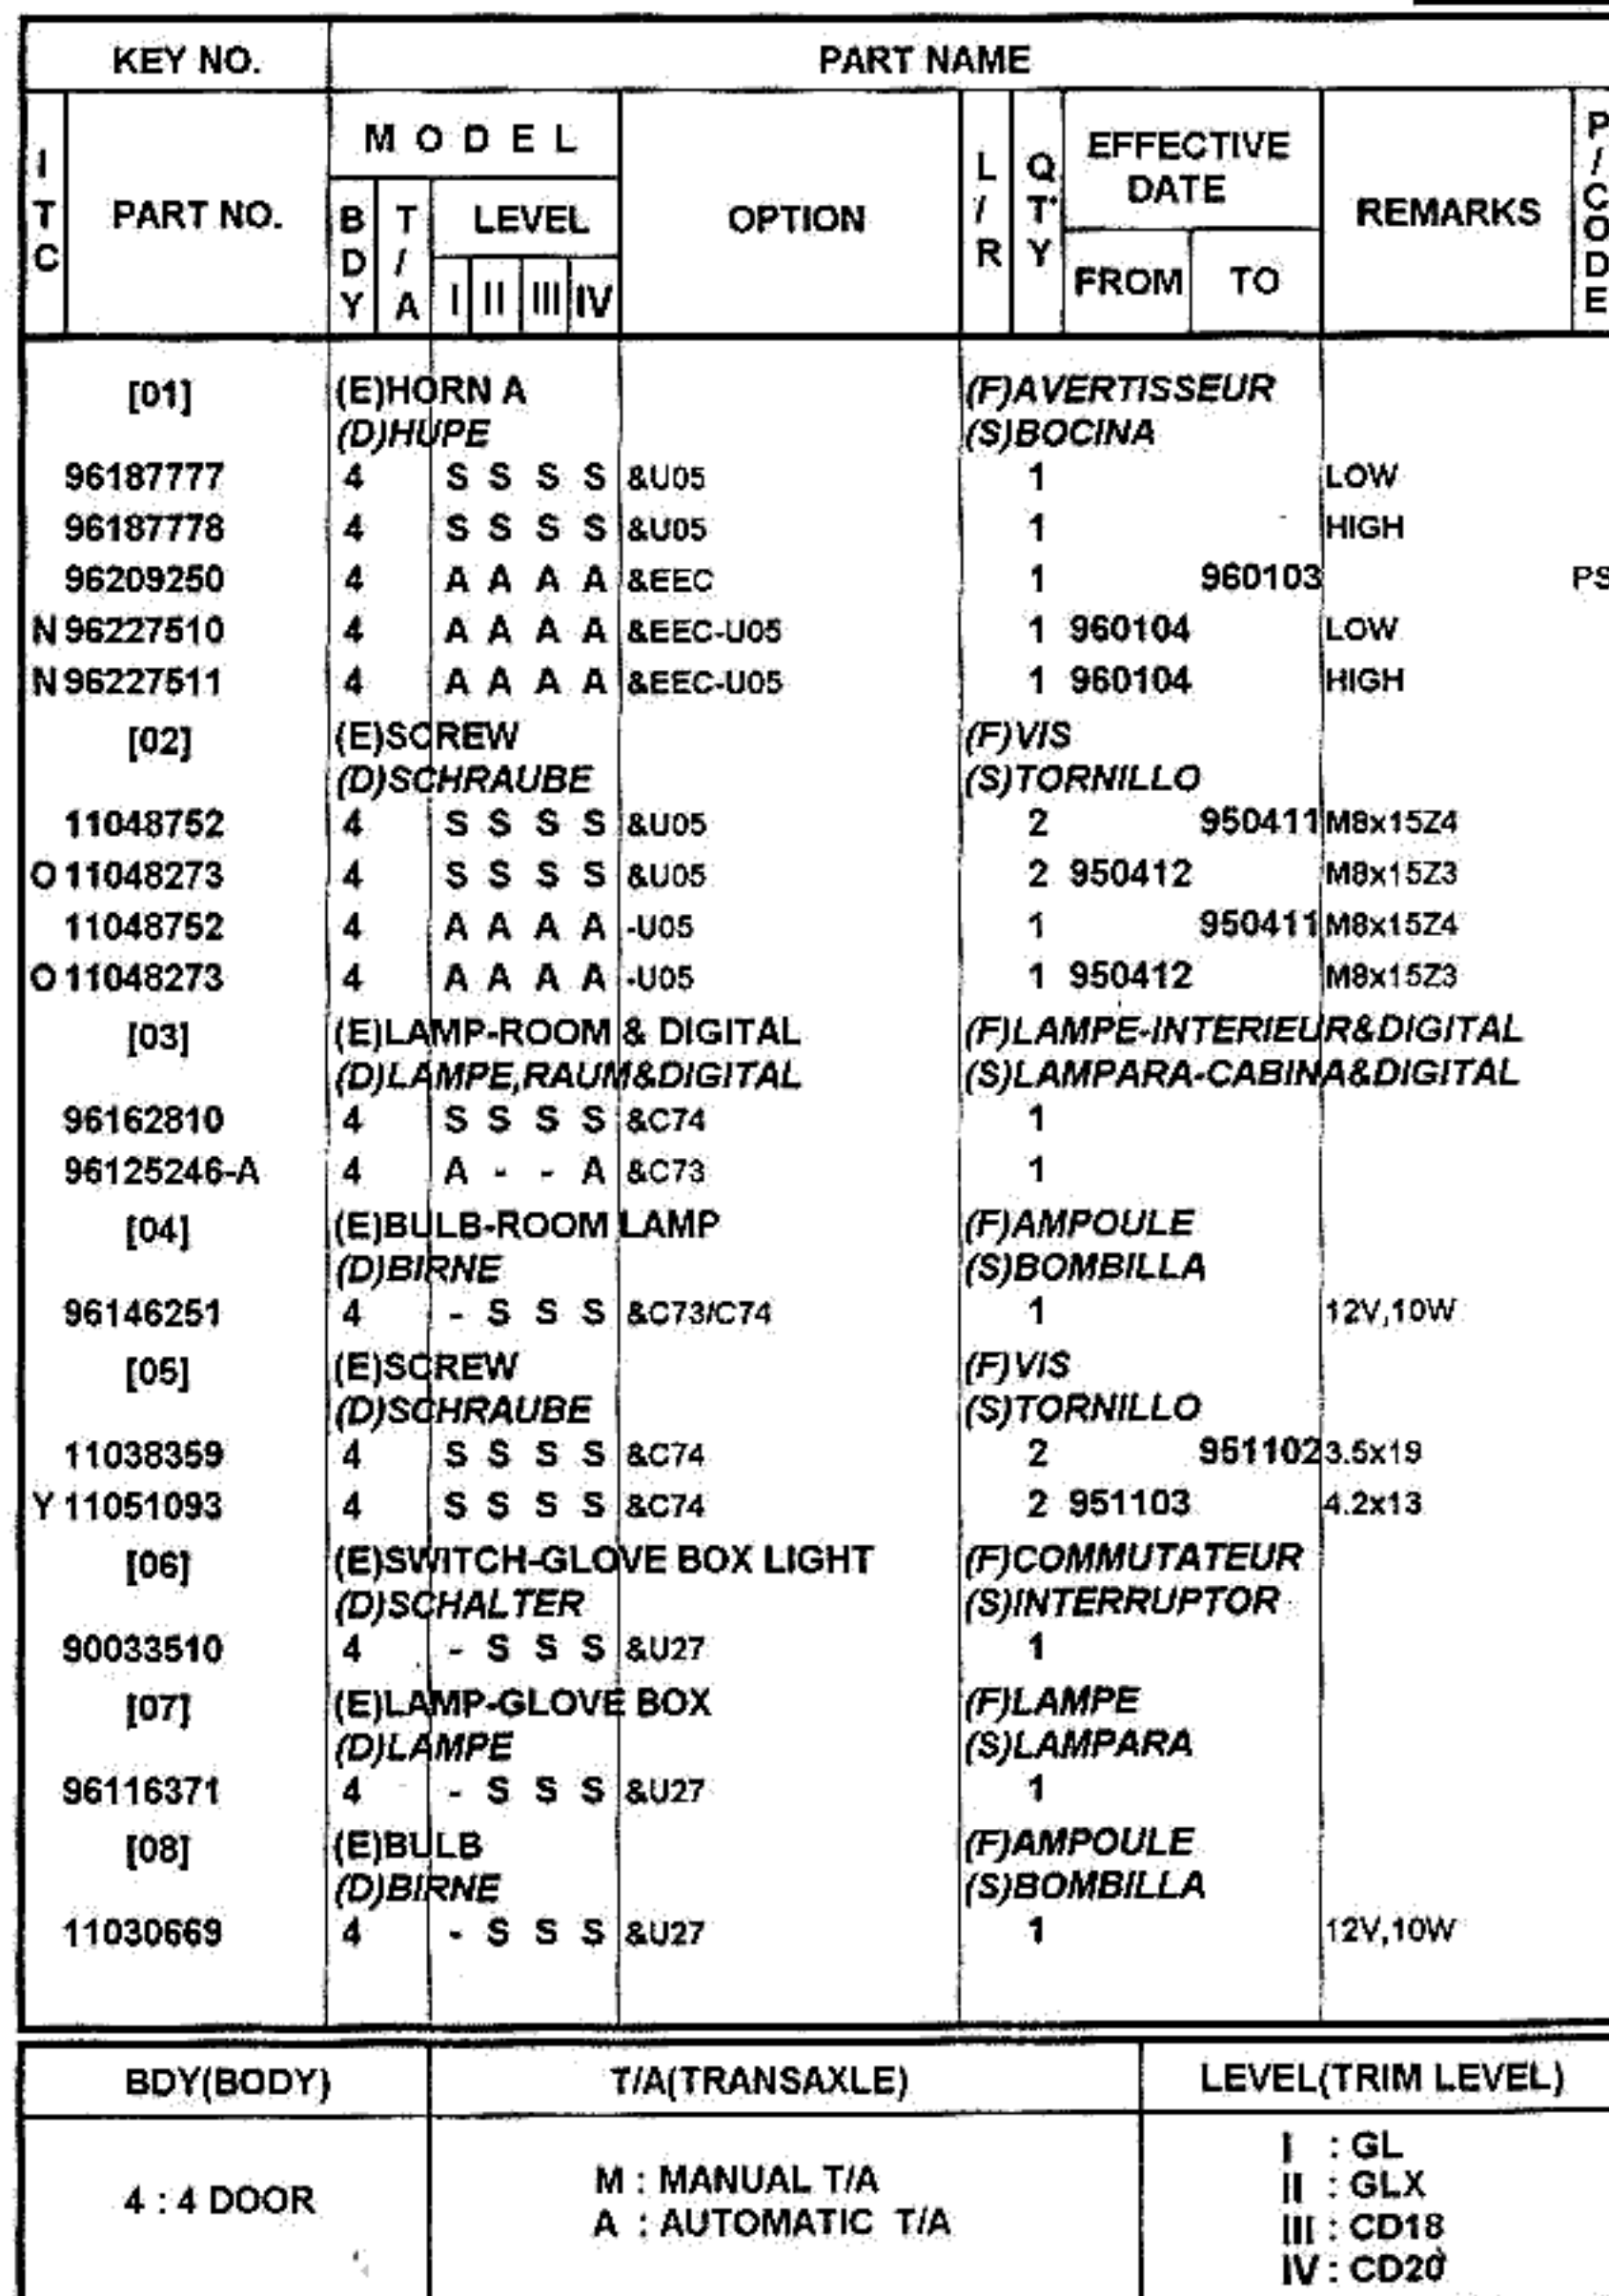 KEY NO. PART NAME
ITC PART NO. MODEL OPTION L/R Q'TY EFFECTIVE DATE REMARKS P/CODE
BDY T/A LEVEL FROM TO
I II III IV
[01] (E)HORN A (F)AVERTISSEUR
(D)HUPE (S)BOCINA
96187777 4 S S S S &U05 1 LOW
96187778 4 S S S S &U05 1 HIGH
96209250 4 A A A A &EEC 1 960103 PS
N 96227510 4 A A A A &EEC-U05 1 960104 LOW
N 96227511 4 A A A A &EEC-U05 1 960104 HIGH
[02] (E)SCREW (F)VIS
(D)SCHRAUBE (S)TORNILLO
11048752 4 S S S S &U05 2 950411 M8x15Z4
O 11048273 4 S S S S &U05 2 950412 M8x15Z3
11048752 4 A A A A -U05 1 950411 M8x15Z4
O 11048273 4 A A A A -U05 1 950412 M8x15Z3
[03] (E)LAMP-ROOM & DIGITAL (F)LAMPE-INTERIEUR&DIGITAL
(D)LAMPE,RAUM&DIGITAL (S)LAMPARA-CABINA&DIGITAL
96162810 4 S S S S &C74 1
96125246-A 4 A - - A &C73 1
[04] (E)BULB-ROOM LAMP (F)AMPOULE
(D)BIRNE (S)BOMBILLA
96146251 4 - S S S &C73/C74 1 12V,10W
[05] (E)SCREW (F)VIS
(D)SCHRAUBE (S)TORNILLO
11038359 4 S S S S &C74 2 951102 3.5x19
Y 11051093 4 S S S S &C74 2 951103 4.2x13
[06] (E)SWITCH-GLOVE BOX LIGHT (F)COMMUTATEUR
(D)SCHALTER (S)INTERRUPTOR
90033510 4 - S S S &U27 1
[07] (E)LAMP-GLOVE BOX (F)LAMPE
(D)LAMPE (S)LAMPARA
96116371 4 - S S S &U27 1
[08] (E)BULB (F)AMPOULE
(D)BIRNE (S)BOMBILLA
11030669 4 - S S S &U27 1 12V,10W
BDY(BODY) T/A(TRANSAXLE) LEVEL(TRIM LEVEL)
4 : 4 DOOR M : MANUAL T/A I : GL
A : AUTOMATIC T/A II : GLX
III : CD18
IV : CD20